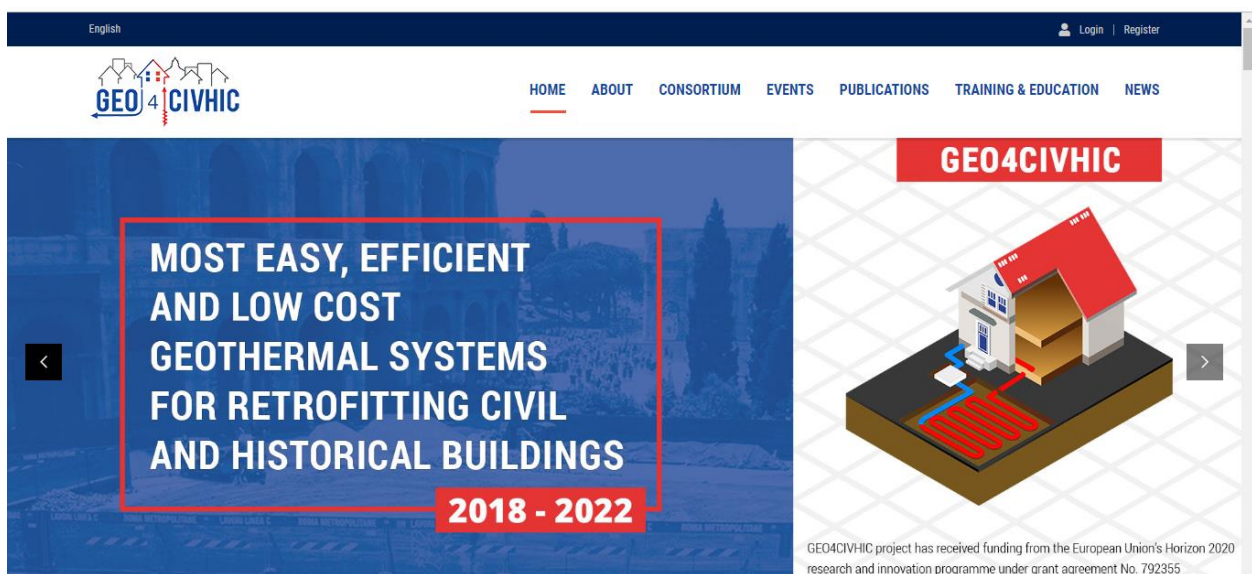 English
Login | Register
GEO 4 CIVHIC
HOME ABOUT CONSORTIUM EVENTS PUBLICATIONS TRAINING & EDUCATION NEWS
MOST EASY, EFFICIENT
AND LOW COST
GEOTHERMAL SYSTEMS
FOR RETROFITTING CIVIL
AND HISTORICAL BUILDINGS
2018 - 2022
GEO4CIVHIC
GEO4CIVHIC project has received funding from the European Union's Horizon 2020
research and innovation programme under grant agreement No. 792355